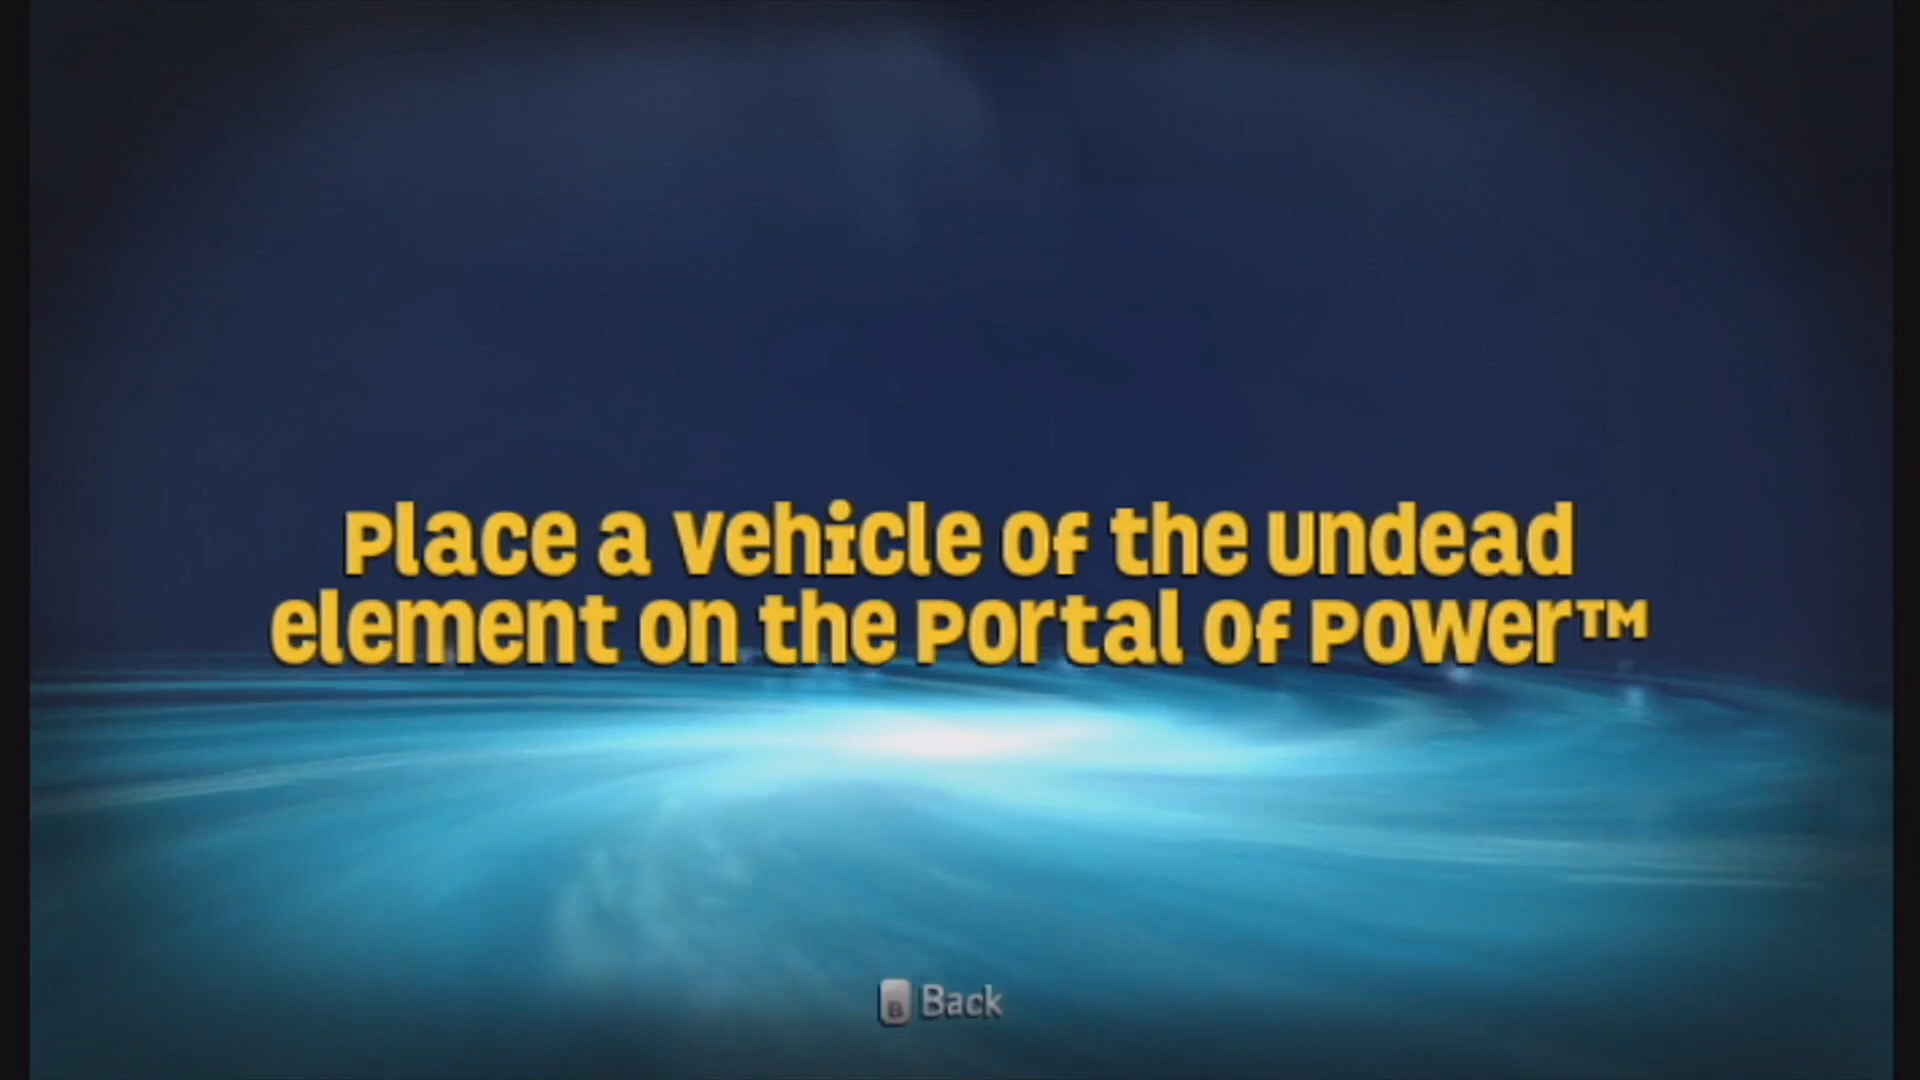 Place a vehicle of the undead
element on the Portal of Power™
B Back